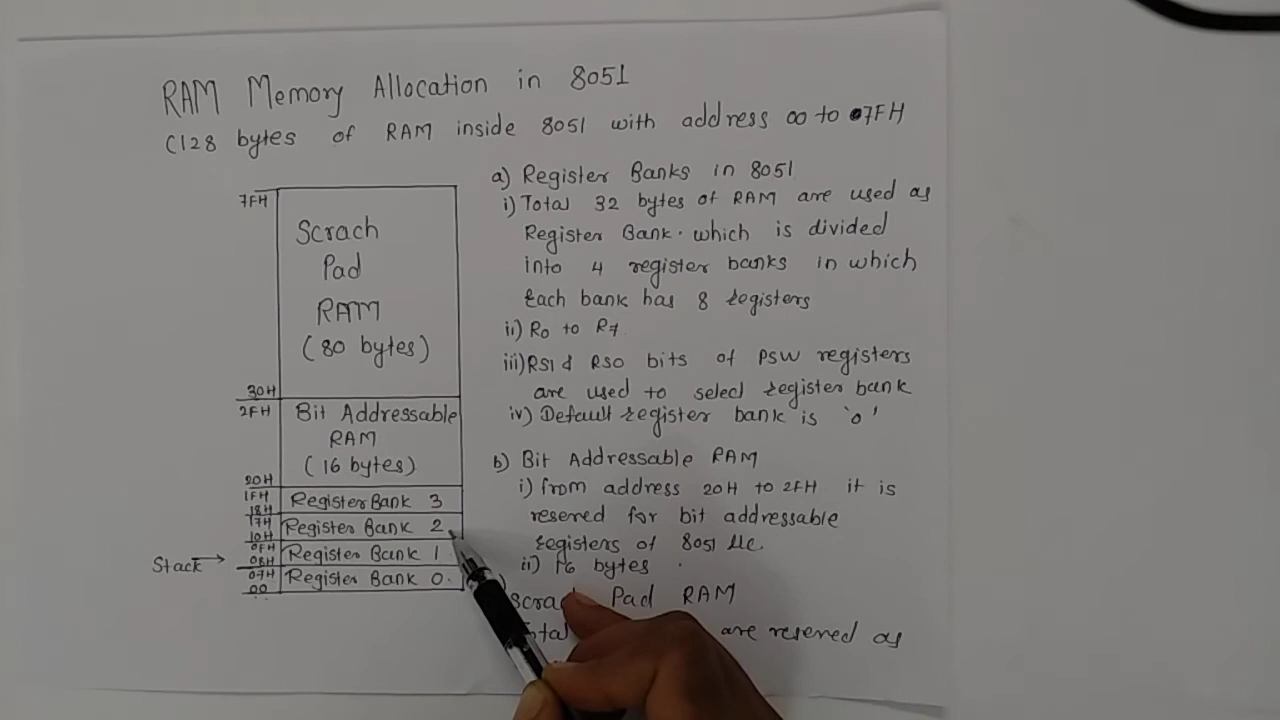 RAM Memory Allocation in 8051
(128 bytes of RAM inside 8051 with address 00 to 07FH
7FH
Scrach
Pad
RAM
(80 bytes)
30H
2FH
Bit Addressable
RAM
(16 bytes)
20H
1FH
Register Bank 3
18H
17H
Register Bank 2
10H
0FH
Register Bank 1
08H
Stack
07H
Register Bank 0
00
a) Register Banks in 8051
i) Total 32 bytes of RAM are used as
Register Bank. which is divided
into 4 register banks in which
Each bank has 8 registers
ii) R0 to R7
iii) RS1 & RS0 bits of PSW registers
are used to select register bank
iv) Default register bank is '0'
b) Bit Addressable RAM
i) from address 20H to 2FH it is
reserved for bit addressable
registers of 8051 Uc.
ii) 16 bytes
Pad RAM
are reserved as